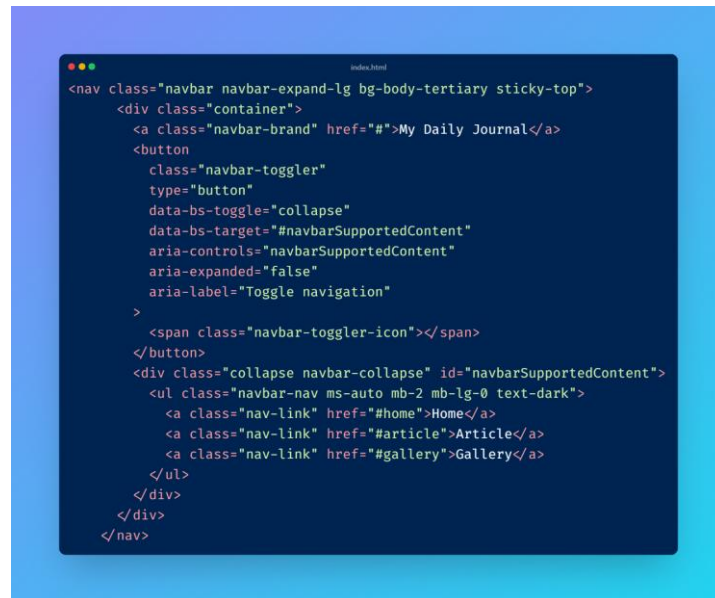 index.html
<nav class="navbar navbar-expand-lg bg-body-tertiary sticky-top">
<div class="container">
<a class="navbar-brand" href="#">My Daily Journal</a>
<button
class="navbar-toggler"
type="button"
data-bs-toggle="collapse"
data-bs-target="#navbarSupportedContent"
aria-controls="navbarSupportedContent"
aria-expanded="false"
aria-label="Toggle navigation"
>
<span class="navbar-toggler-icon"></span>
</button>
<div class="collapse navbar-collapse" id="navbarSupportedContent">
<ul class="navbar-nav ms-auto mb-2 mb-lg-0 text-dark">
<a class="nav-link" href="#home">Home</a>
<a class="nav-link" href="#article">Article</a>
<a class="nav-link" href="#gallery">Gallery</a>
</ul>
</div>
</div>
</nav>